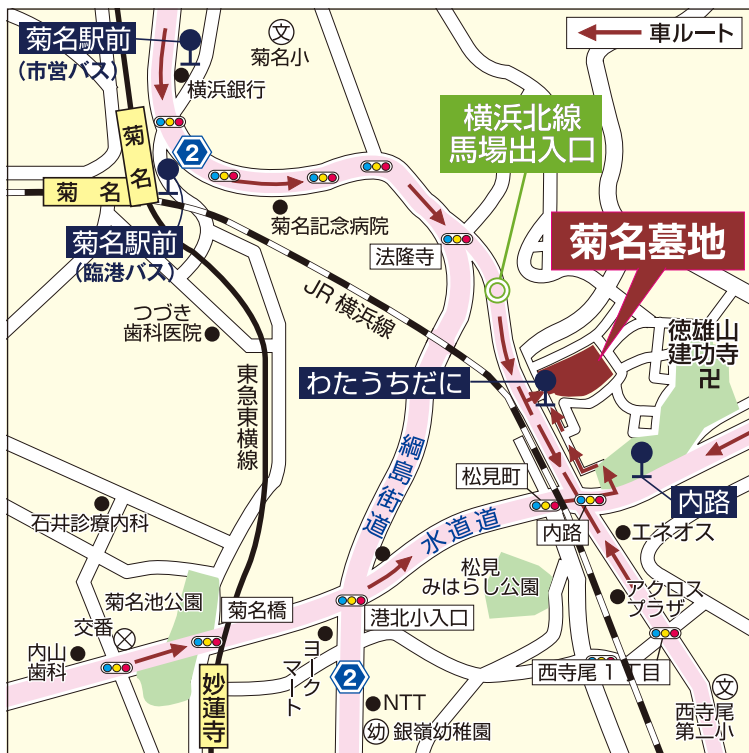 菊名駅前
(市営バス)
文
菊名小
車ルート
横浜銀行
横浜北線
馬場出入口
菊名
2
菊名
菊名記念病院
菊名墓地
菊名駅前
(臨港バス)
法隆寺
JR横浜線
つづき
歯科医院
徳雄山
建功寺
卍
わたうちだに
東急東横線
綱島街道
松見町
内路
石井診療内科
水道道
内路
エネオス
松見
みはらし公園
菊名池公園
菊名橋
港北小入口
アクロス
プラザ
交番
内山
歯科
ヨーク
マート
妙蓮寺
2
西寺尾1丁目
NTT
文
西寺尾
第二小
幼
銀嶺幼稚園